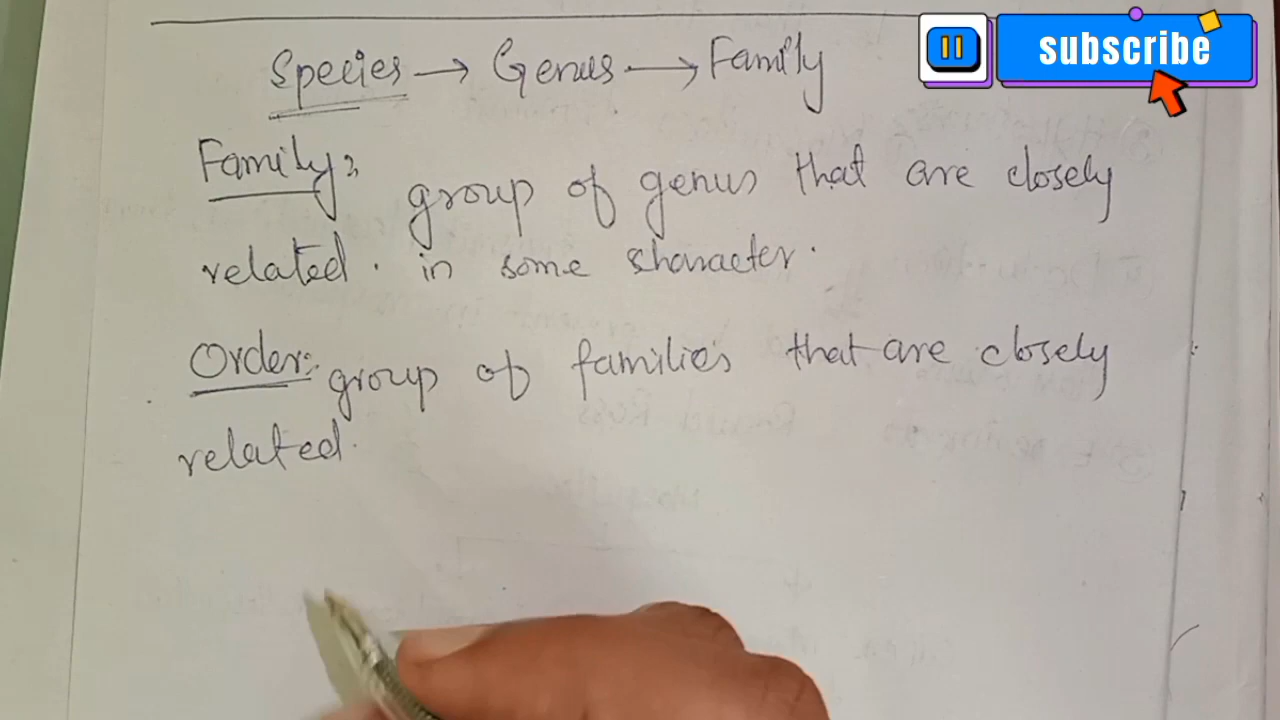 subscribe
Species → Genus → Family
Family:- group of genus that are closely
related. in some character.
Order:- group of families that are closely
related.